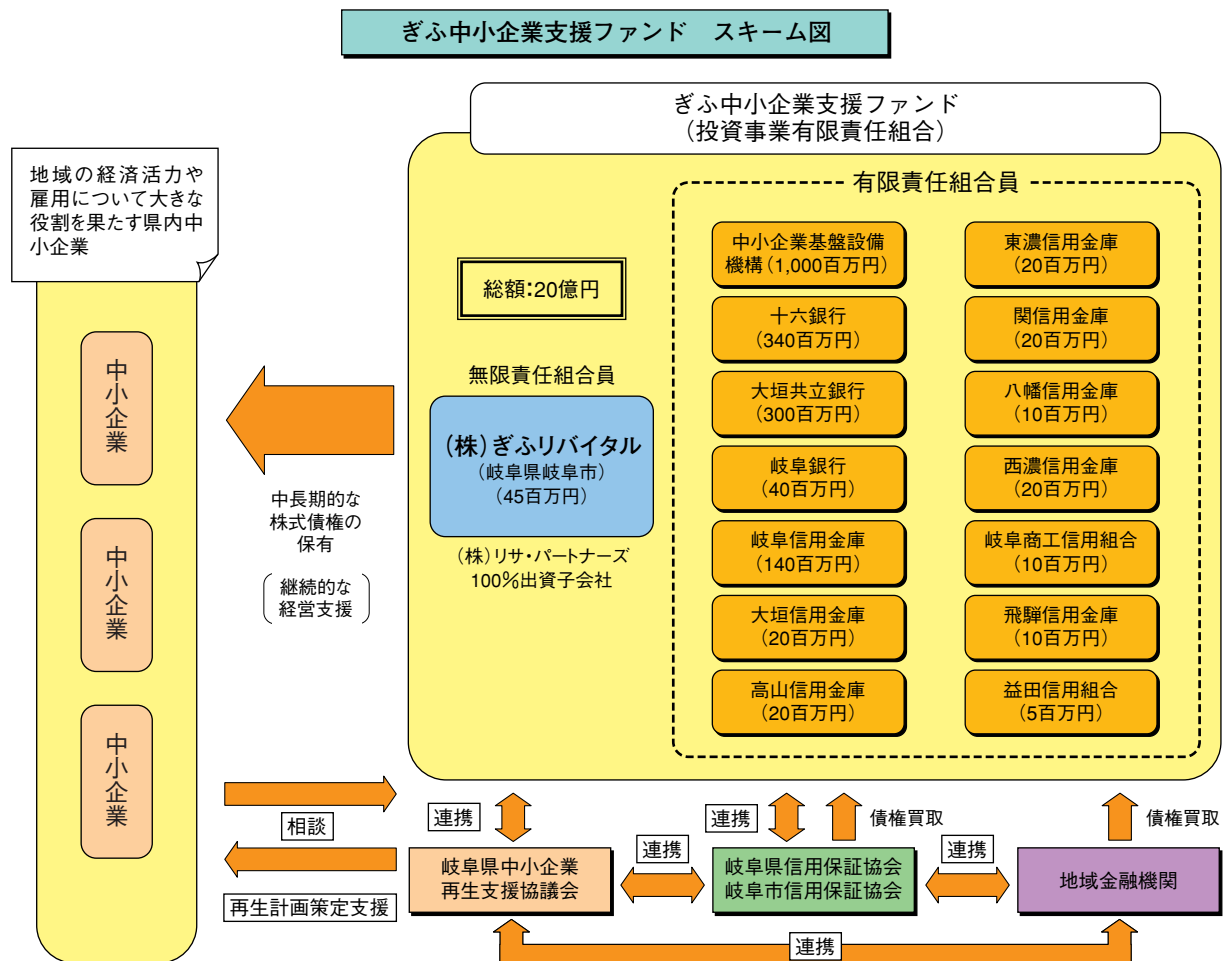 ぎふ中小企業支援ファンド　スキーム図
ぎふ中小企業支援ファンド
（投資事業有限責任組合）
地域の経済活力や
雇用について大きな
役割を果たす県内中
小企業
中小企業
中小企業
中小企業
中長期的な
株式債権の
保有
（継続的な
経営支援）
総額:20億円
無限責任組合員
（株）ぎふリバイタル
（岐阜県岐阜市）
（45百万円）
（株）リサ・パートナーズ
100％出資子会社
有限責任組合員
中小企業基盤設備
機構（1,000百万円）
十六銀行
（340百万円）
大垣共立銀行
（300百万円）
岐阜銀行
（40百万円）
岐阜信用金庫
（140百万円）
大垣信用金庫
（20百万円）
高山信用金庫
（20百万円）
東濃信用金庫
（20百万円）
関信用金庫
（20百万円）
八幡信用金庫
（10百万円）
西濃信用金庫
（20百万円）
岐阜商工信用組合
（10百万円）
飛騨信用金庫
（10百万円）
益田信用組合
（5百万円）
相談
再生計画策定支援
連携
連携
債権買取
債権買取
岐阜県中小企業
再生支援協議会
連携
岐阜県信用保証協会
岐阜市信用保証協会
連携
地域金融機関
連携